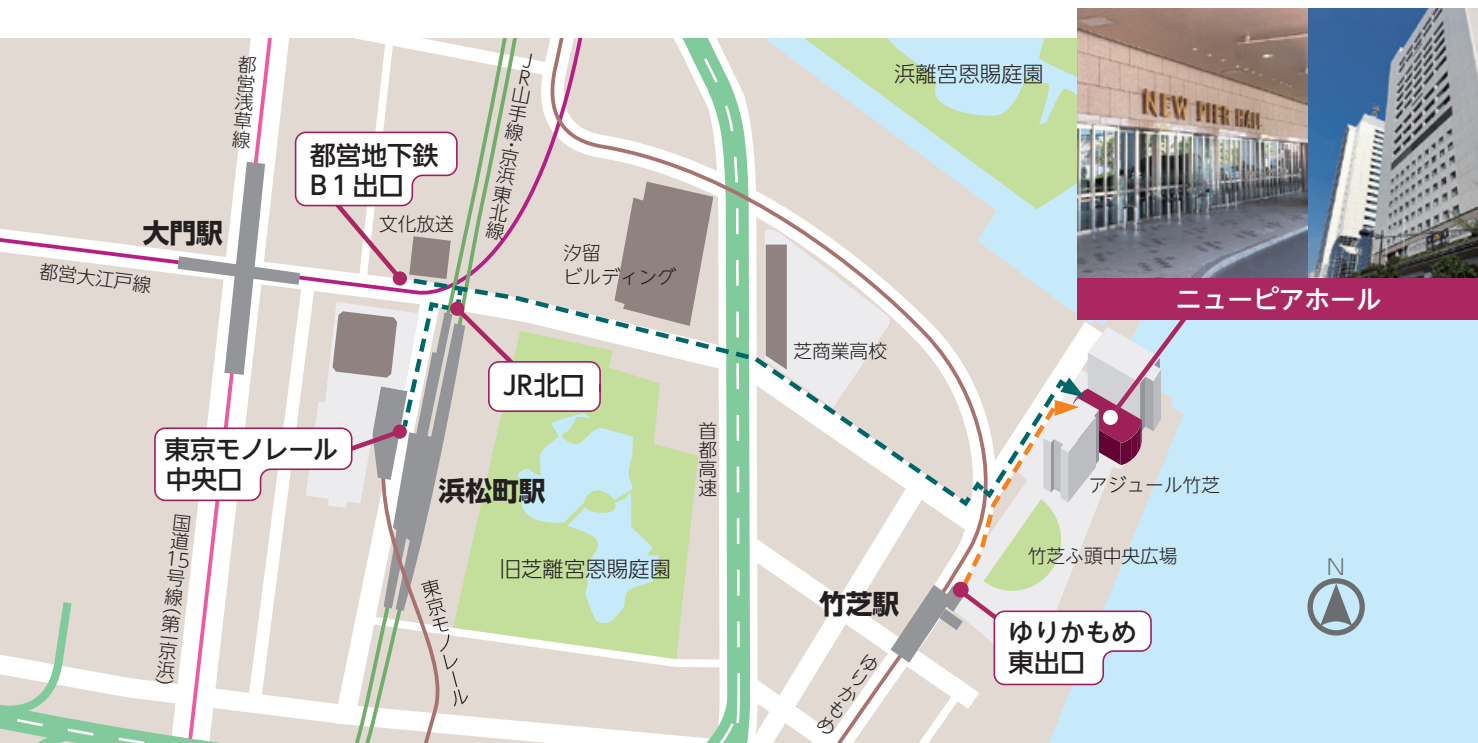 都営浅草線
JR山手線・京浜東北線
浜離宮恩賜庭園
NEW PIER HALL
ニューピアホール
都営地下鉄
B1出口
文化放送
大門駅
都営大江戸線
汐留
ビルディング
芝商業高校
JR北口
東京モノレール
中央口
浜松町駅
首都高速
アジュール竹芝
国道15号線(第一京浜)
旧芝離宮恩賜庭園
竹芝ふ頭中央広場
N
東京モノレール
竹芝駅
ゆりかもめ
東出口
ゆりかもめ